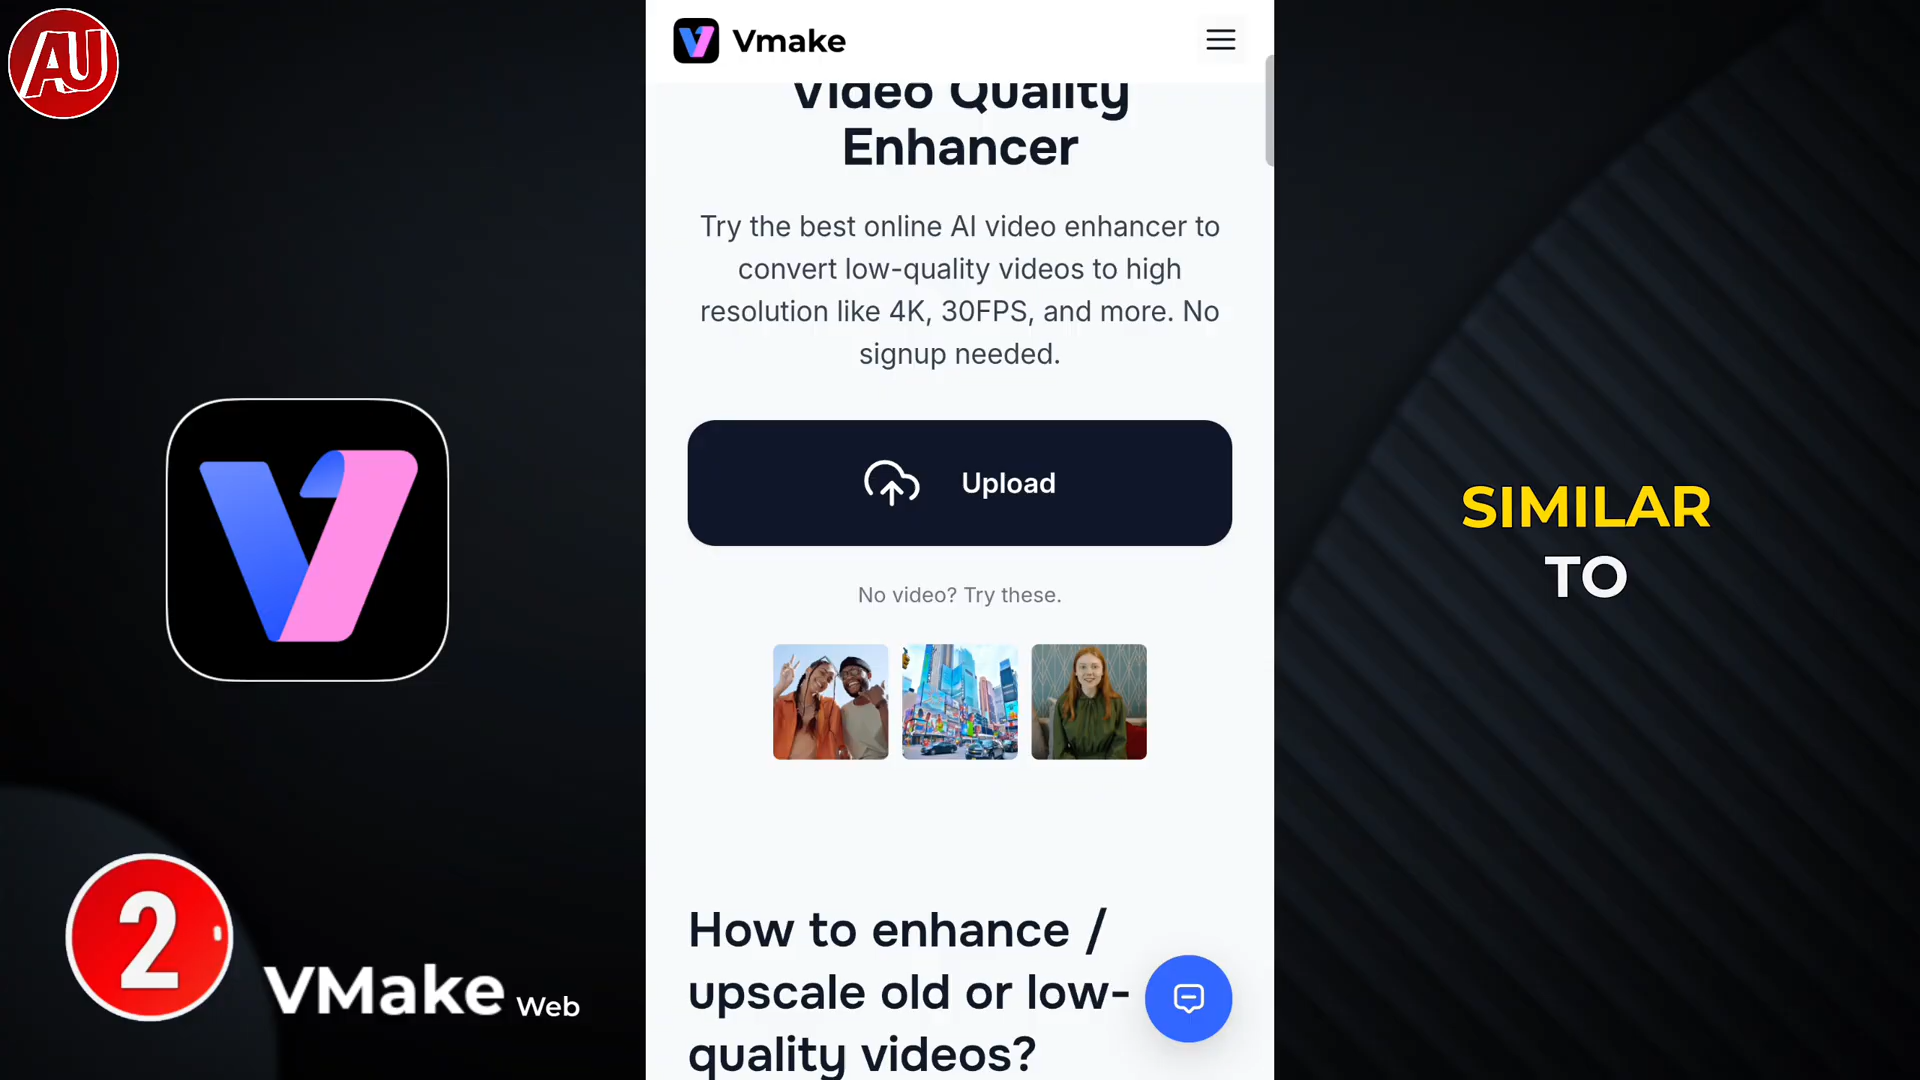 AU
Vmake
Video Quality
Enhancer
Try the best online AI video enhancer to
convert low-quality videos to high
resolution like 4K, 30FPS, and more. No
signup needed.
Upload
No video? Try these.
How to enhance /
upscale old or low-
quality videos?
2
VMake Web
SIMILAR
TO